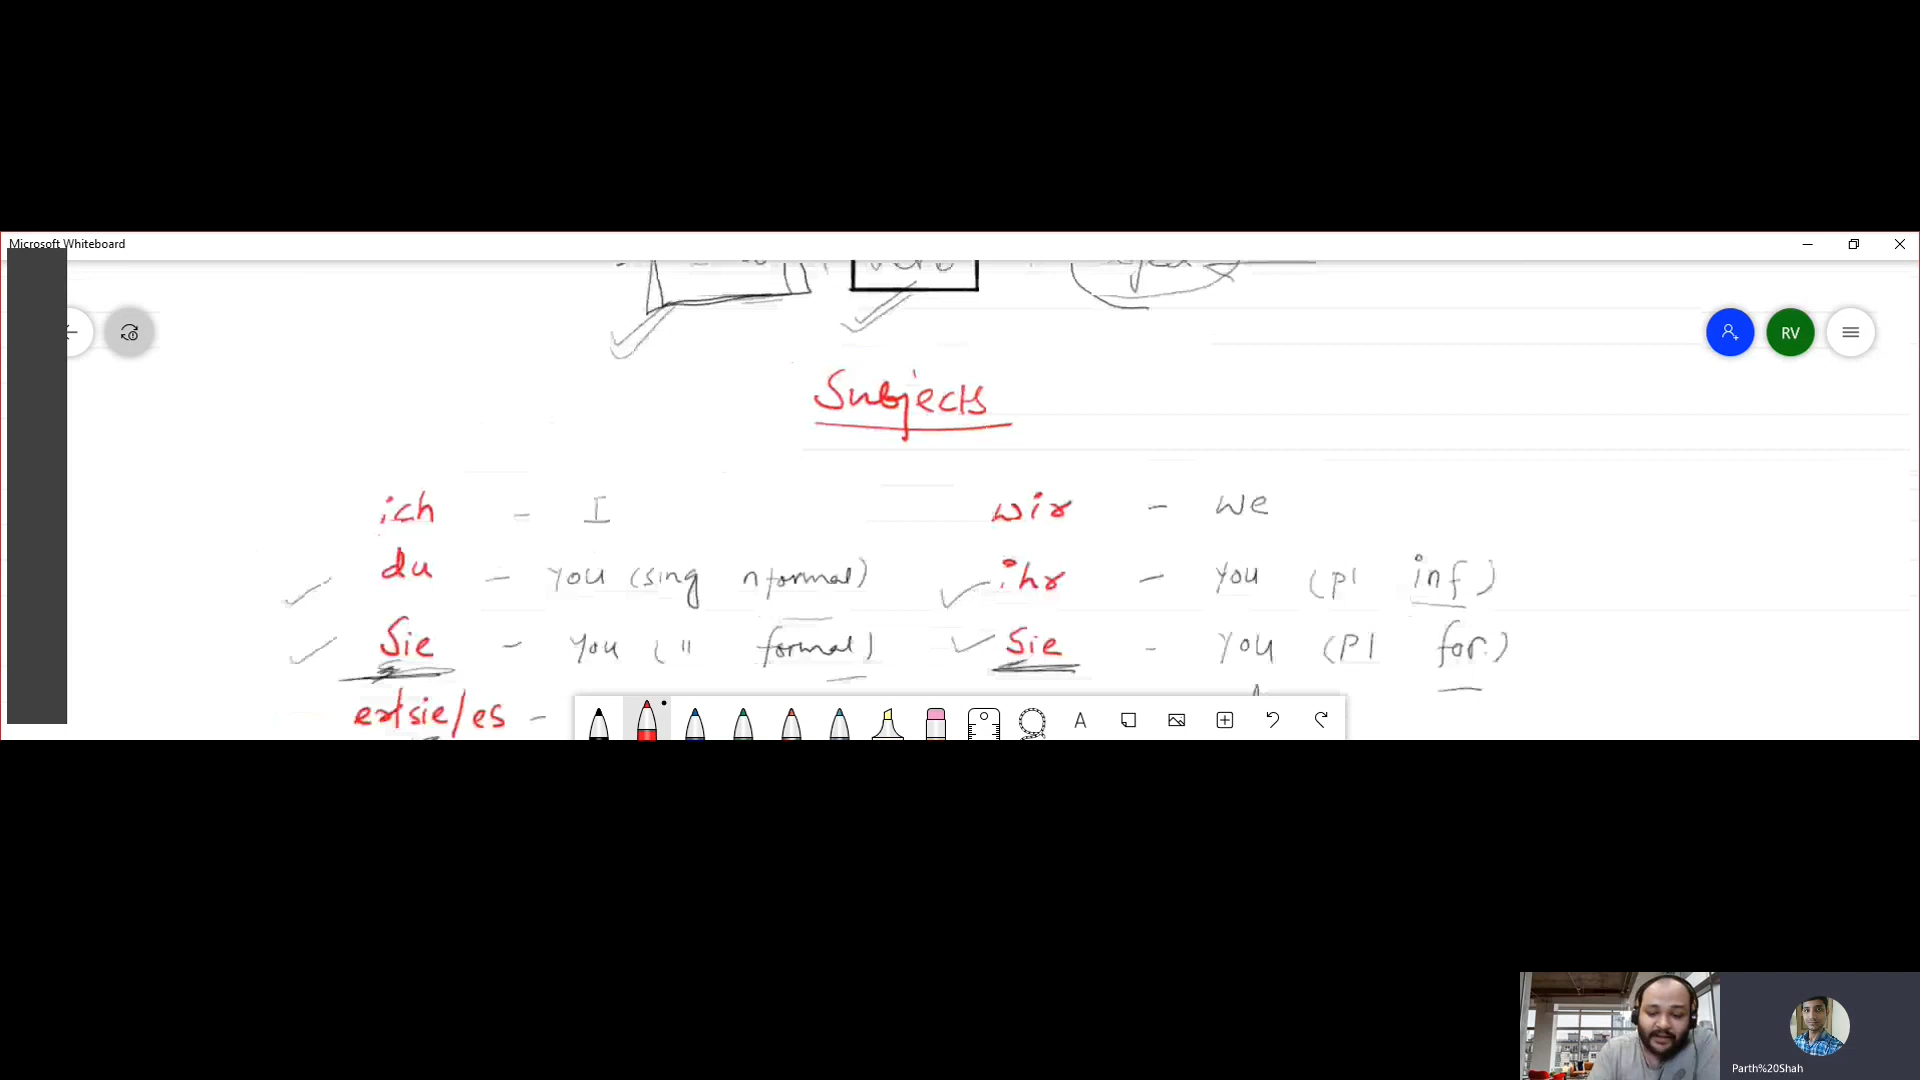 Microsoft Whiteboard
RV
Subjects
ich - I
wir - we
du - you (sing nformal)
ihr - you (pl inf)
Sie - you (" formal)
Sie - you (Pl for.)
er/sie/es -
A
Parth%20Shah